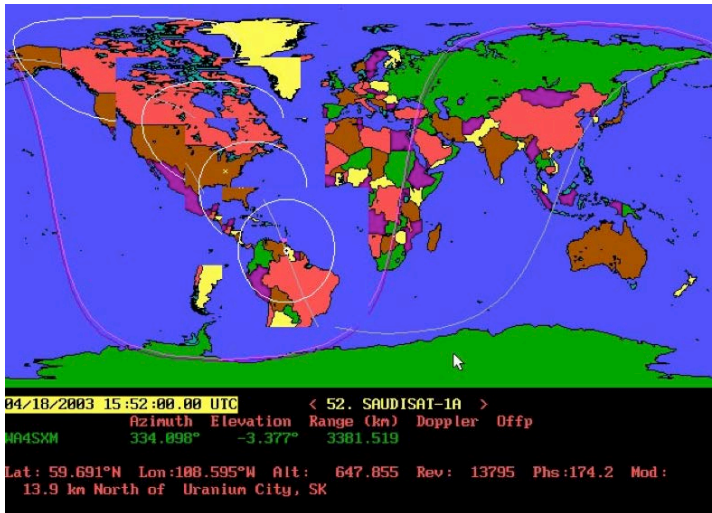 04/18/2003 15:52:00.00 UTC < 52. SAUDISAT-1A >
Azimuth Elevation Range (km) Doppler Offp
WA4SXM 334.098° -3.377° 3381.519
Lat: 59.691°N Lon:108.595°W Alt: 647.855 Rev: 13795 Phs:174.2 Mod:
13.9 km North of Uranium City, SK